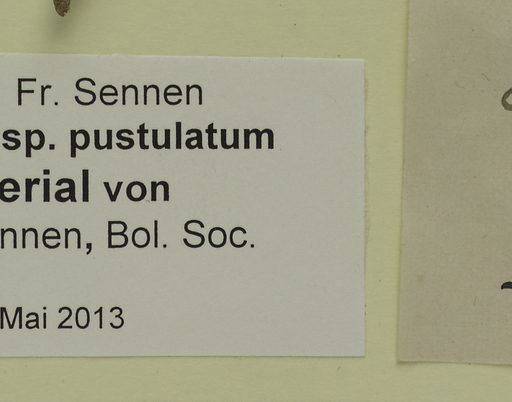 Fr. Sennen
sp. pustulatum
erial von
nnen, Bol. Soc.
Mai 2013